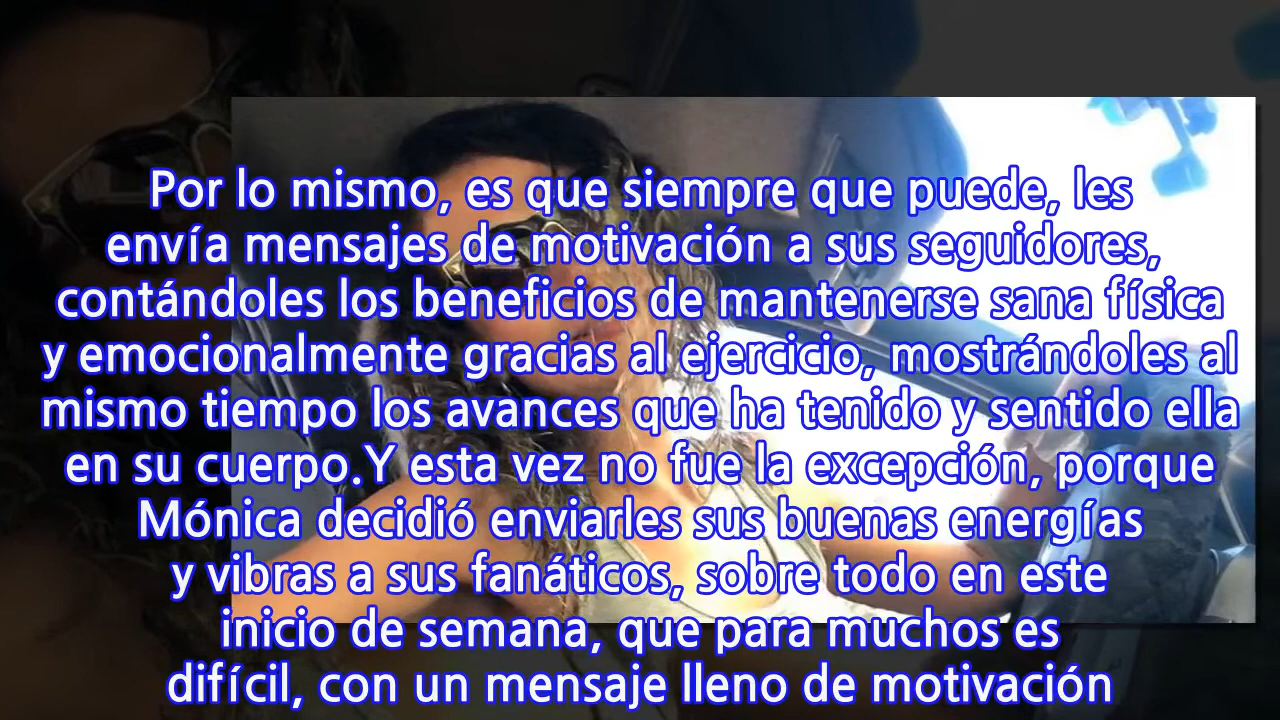 Por lo mismo, es que siempre que puede, les
envía mensajes de motivación a sus seguidores,
contándoles los beneficios de mantenerse sana física
y emocionalmente gracias al ejercicio, mostrándoles al
mismo tiempo los avances que ha tenido y sentido ella
en su cuerpo.Y esta vez no fue la excepción, porque
Mónica decidió enviarles sus buenas energías
y vibras a sus fanáticos, sobre todo en este
inicio de semana, que para muchos es
difícil, con un mensaje lleno de motivación